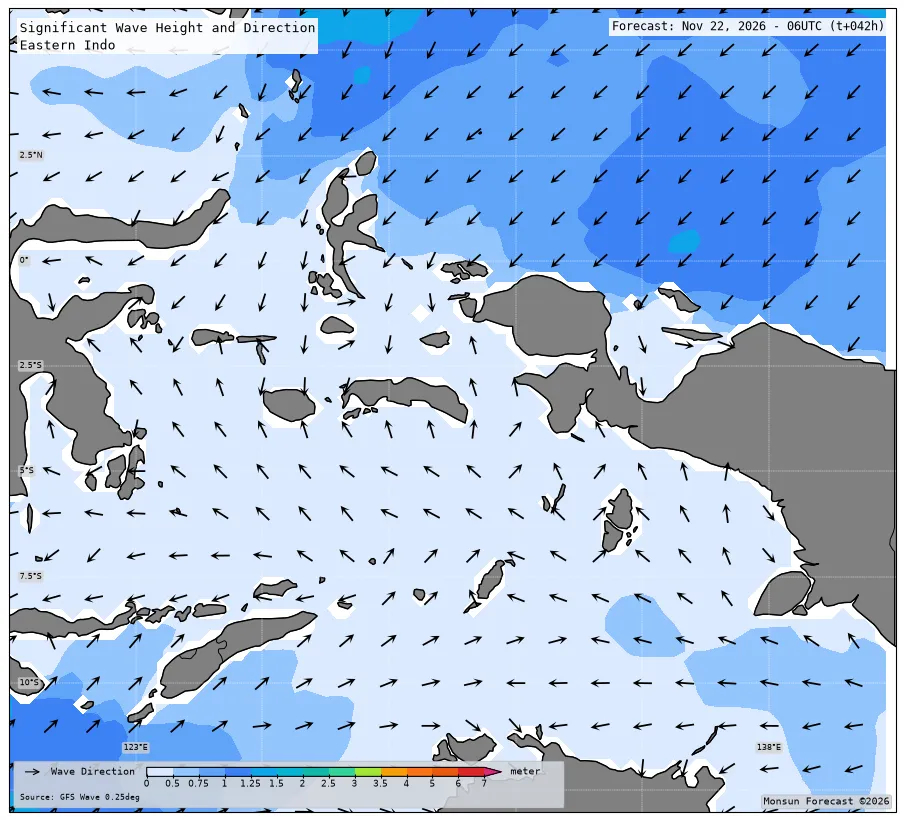 Significant Wave Height and Direction
Eastern Indo
Forecast: Nov 22, 2026 - 06UTC (t+042h)
2.5°N
0°
2.5°S
5°S
7.5°S
10°S
123°E
138°E
Wave Direction
meter
0 0.5 0.75 1 1.25 1.5 2 2.5 3 3.5 4 5 6 7
Source: GFS Wave 0.25deg
Monsun Forecast ©2026